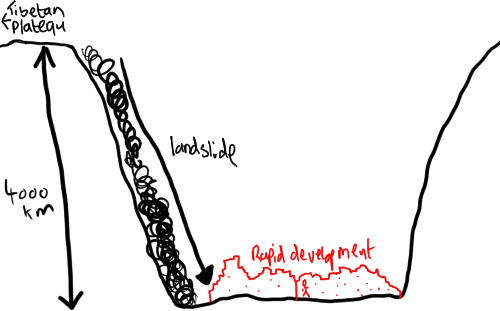 Tibetan
plateau
landslide
4000
km
Rapid development